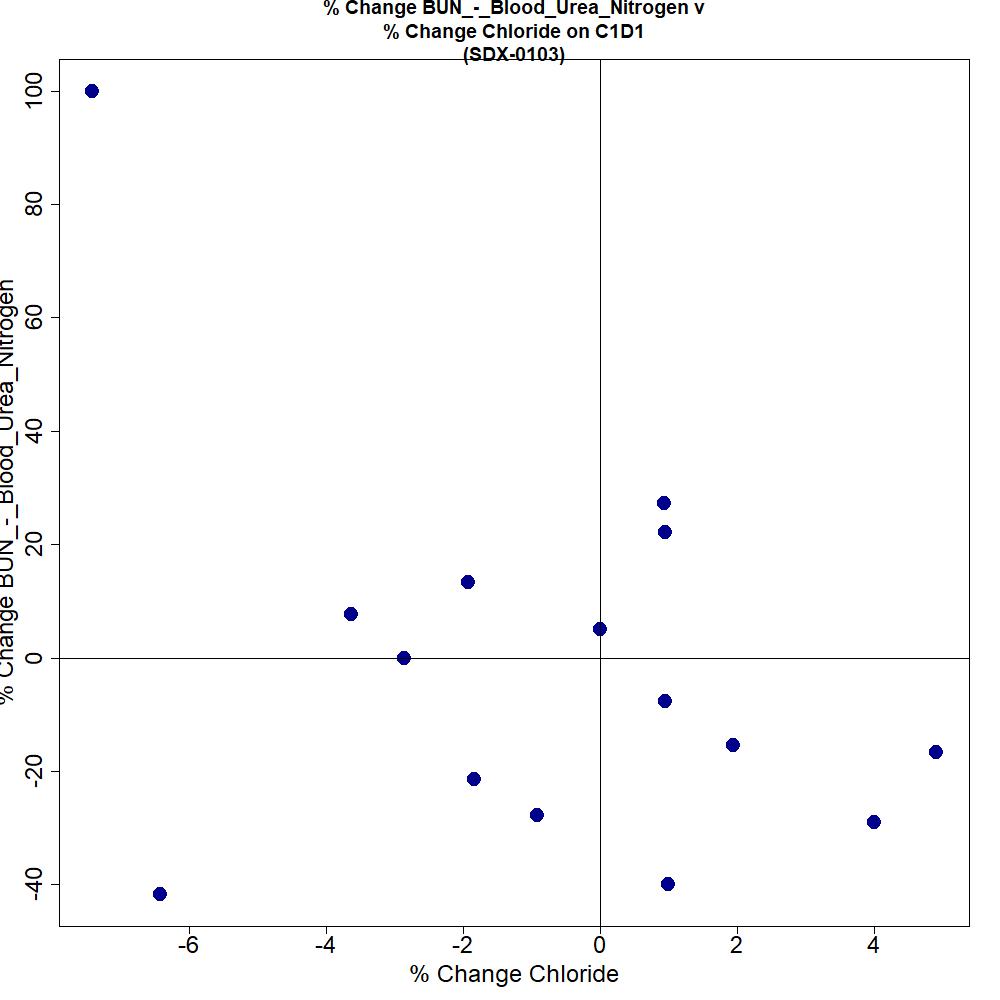 % Change BUN_-_Blood_Urea_Nitrogen v
% Change Chloride on C1D1
(SDX-0103)
% Change BUN_-_Blood_Urea_Nitrogen
100
80
60
40
20
0
-20
-40
-6
-4
-2
0
2
4
% Change Chloride